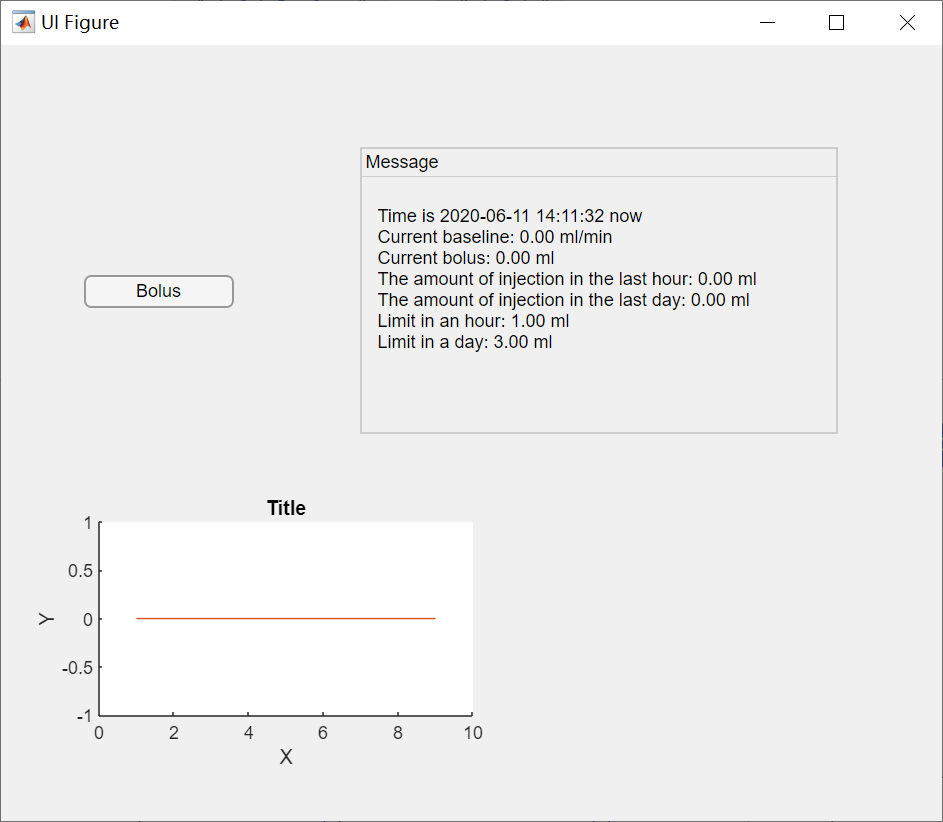 UI Figure
Message
Time is 2020-06-11 14:11:32 now
Current baseline: 0.00 ml/min
Current bolus: 0.00 ml
The amount of injection in the last hour: 0.00 ml
The amount of injection in the last day: 0.00 ml
Limit in an hour: 1.00 ml
Limit in a day: 3.00 ml
Bolus
Title
1
0.5
0
-0.5
-1
Y
0 2 4 6 8 10
X